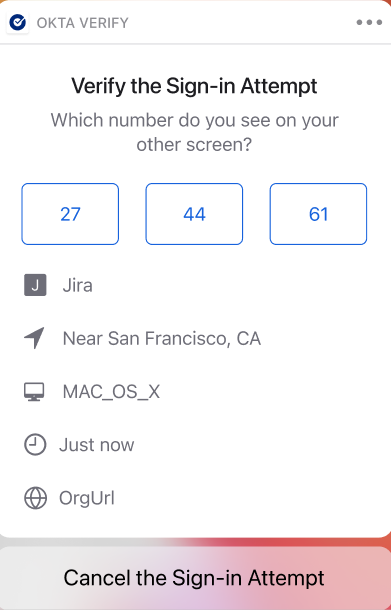 OKTA VERIFY
Verify the Sign-in Attempt
Which number do you see on your
other screen?
27 44 61
J Jira
Near San Francisco, CA
MAC_OS_X
Just now
OrgUrl
Cancel the Sign-in Attempt